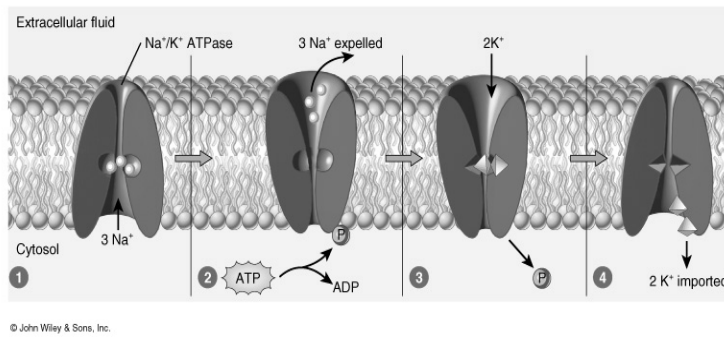 Extracellular fluid
Na⁺/K⁺ ATPase
3 Na⁺ expelled
2K⁺
3 Na⁺
Cytosol
P
1
2
ATP
ADP
3
P
4
2 K⁺ imported
© John Wiley & Sons, Inc.